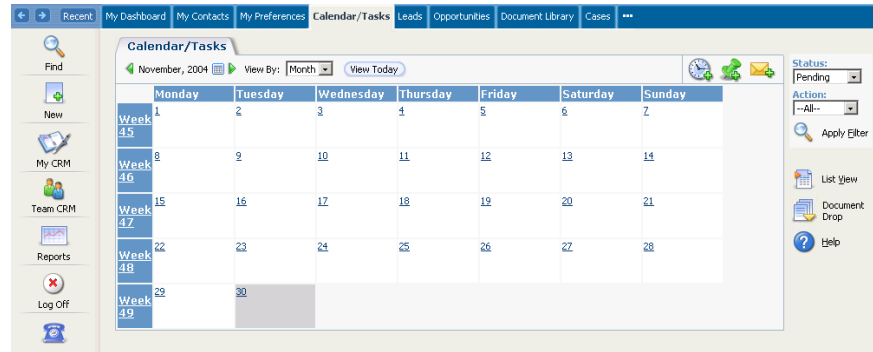 Recent My Dashboard My Contacts My Preferences Calendar/Tasks Leads Opportunities Document Library Cases
Find
New
My CRM
Team CRM
Reports
Log Off
Calendar/Tasks
November, 2004 View By: Month View Today
Monday Tuesday Wednesday Thursday Friday Saturday Sunday
Week 1 2 3 4 5 6 7
45
Week 8 9 10 11 12 13 14
46
Week 15 16 17 18 19 20 21
47
Week 22 23 24 25 26 27 28
48
Week 29 30
49
Status:
Pending
Action:
--All--
Apply Filter
List View
Document
Drop
Help